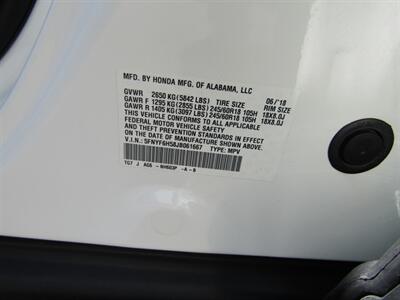 MFD. BY HONDA MFG. OF ALABAMA, LLC
GVWR 2650 KG(5842 LBS) TIRE SIZE 06/'18 RIM SIZE
GAWR F 1295 KG(2855 LBS) 245/60R18 105H 18X8.0J
GAWR R 1405 KG(3097 LBS) 245/60R18 105H 18X8.0J
THIS VEHICLE CONFORMS TO ALL APPLICABLE
FEDERAL MOTOR VEHICLE SAFETY
AND THEFT PREVENTION STANDARDS
IN EFFECT ON THE DATE OF
MANUFACTURE SHOWN ABOVE.
V.I.N.: 5FNYF6H58JB061667 TYPE: MPV
TG7 J AG6 -A -B